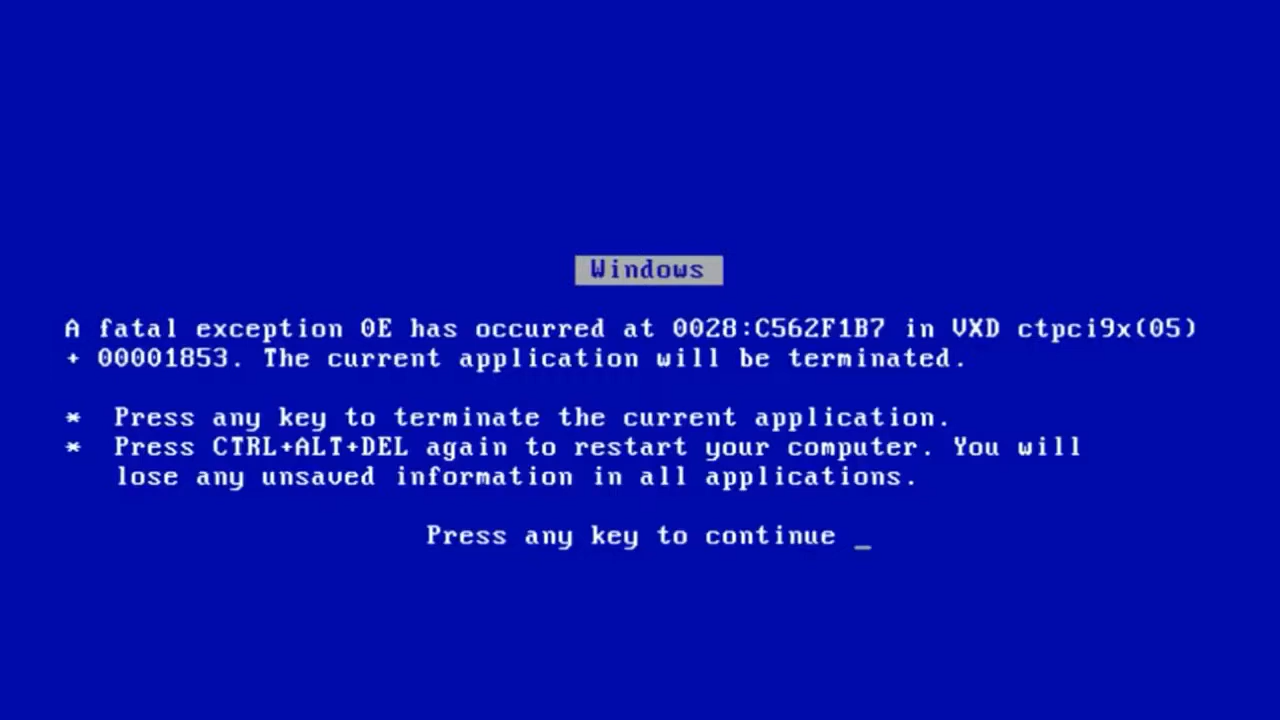 Windows
A fatal exception 0E has occurred at 0028:C562F1B7 in VXD ctpci9x(05)
+ 00001853. The current application will be terminated.
* Press any key to terminate the current application.
* Press CTRL+ALT+DEL again to restart your computer. You will
lose any unsaved information in all applications.
Press any key to continue _